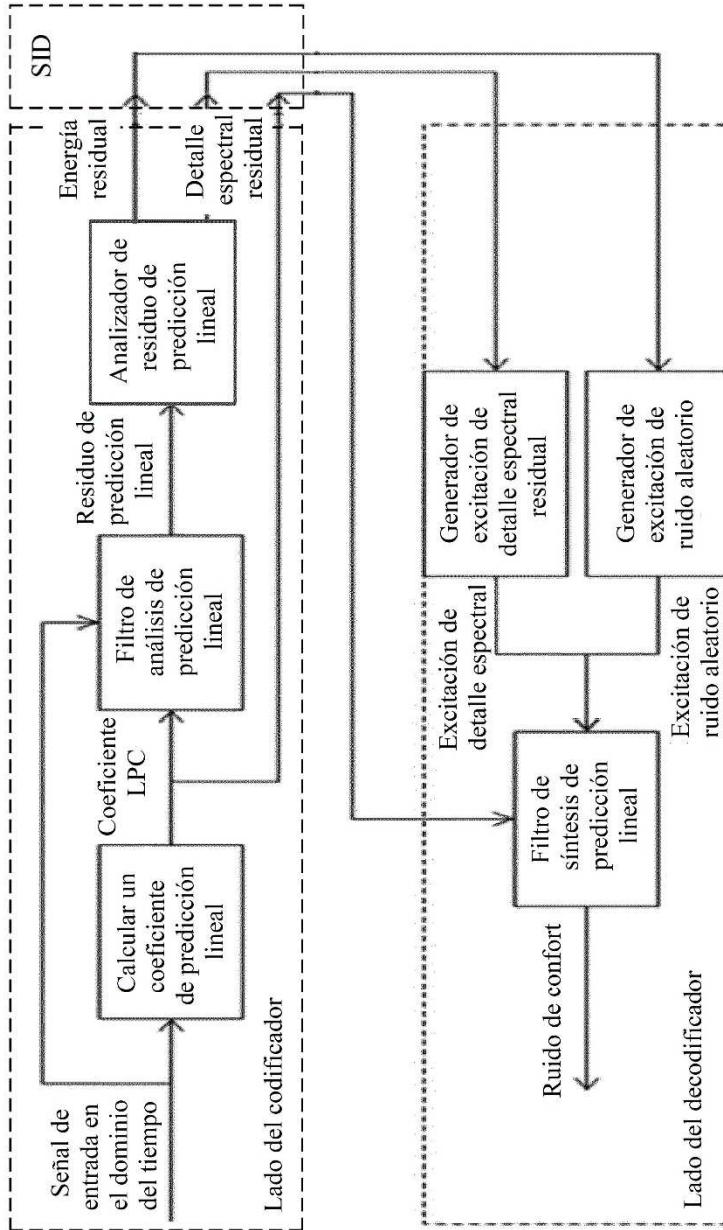 Señal de
entrada en
el dominio
del tiempo
Calcular un
coeficiente
de predicción
lineal
Coeficiente
LPC
Filtro de
análisis de
predicción
lineal
Residuo de
predicción
lineal
Analizador de
residuo de
predicción
lineal
Energía
residual
Detalle
espectral
residual
SID
Lado del codificador
Ruido de confort
Filtro de
síntesis de
predicción
lineal
Excitación de
detalle espectral
Excitación de
ruido aleatorio
Generador de
excitación de
detalle espectral
residual
Generador de
excitación de
ruido aleatorio
Lado del decodificador